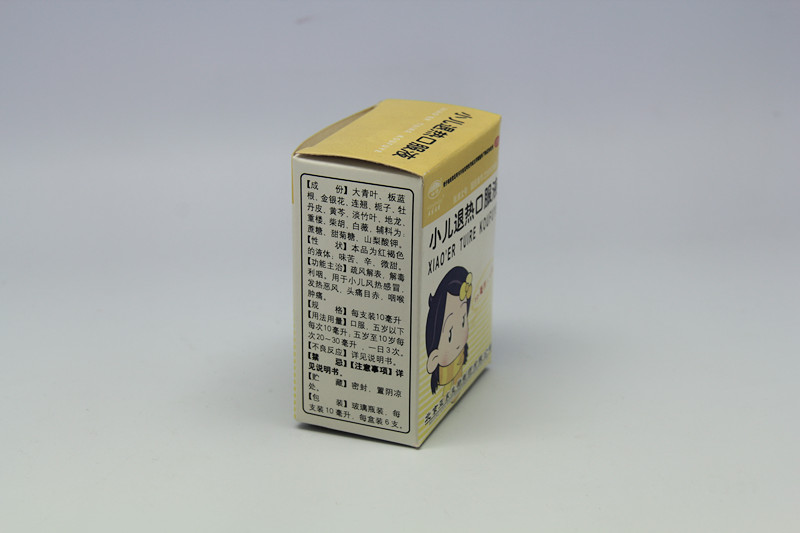 小儿退热口服液
【成 份】大青叶、板蓝
根、金银花、连翘、栀子、牡
丹皮、黄芩、淡竹叶、地龙、
重楼、柴胡、白薇。辅料为：
蔗糖、甜菊糖、山梨酸钾。
【性 状】本品为红褐色
的液体，味苦、辛、微甜。
【功能主治】疏风解表，解毒
利咽。用于小儿风热感冒，
发热恶风，头痛目赤，咽喉
肿痛。
【规 格】每支装10毫升
【用法用量】口服，五岁以下
每次10毫升，五岁至10岁每
次20～30毫升，一日3次。
【不良反应】详见说明书。
【禁 忌】【注意事项】详
见说明书。
【贮 藏】密封，置阴凉
处。
【包 装】玻璃瓶装，每
支装10毫升，每盒装6支。
小儿退热口服液
XIAO'ER TUIRE KOUFU